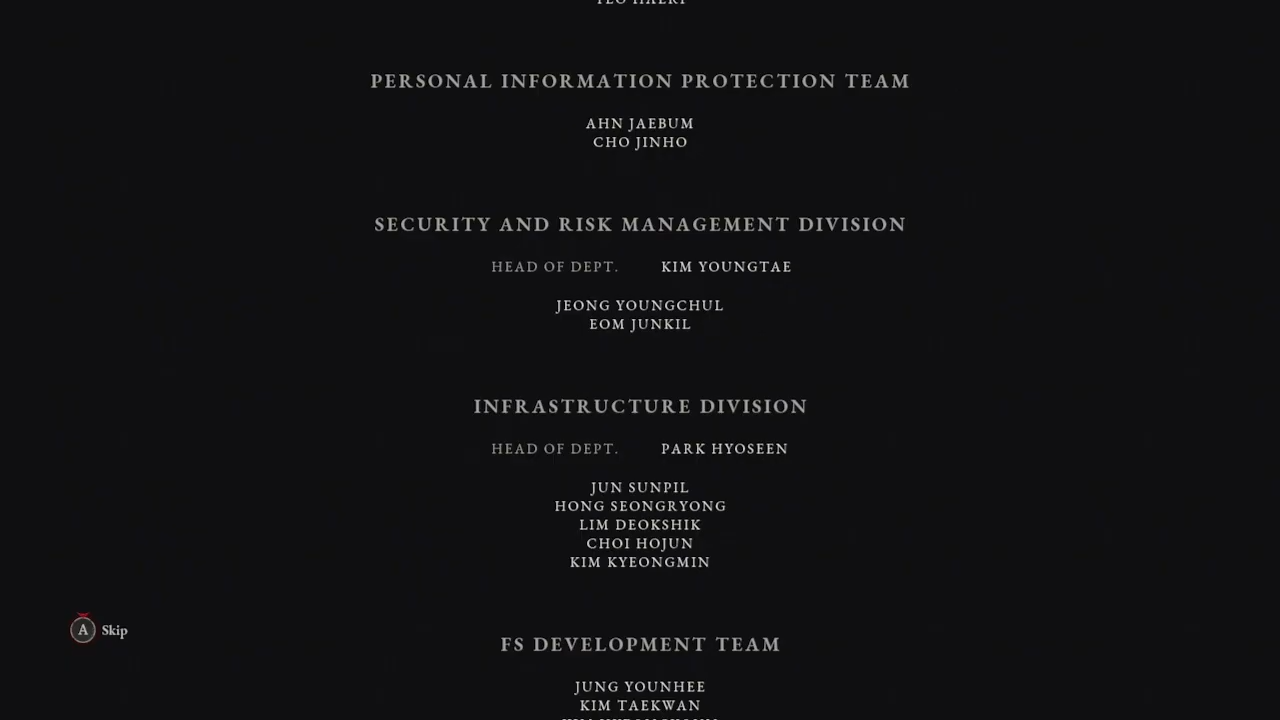 PERSONAL INFORMATION PROTECTION TEAM
AHN JAEBUM
CHO JINHO
SECURITY AND RISK MANAGEMENT DIVISION
HEAD OF DEPT. KIM YOUNGTAE
JEONG YOUNGCHUL
EOM JUNKIL
INFRASTRUCTURE DIVISION
HEAD OF DEPT. PARK HYOSEEN
JUN SUNPIL
HONG SEONGRYONG
LIM DEOKSHIK
CHOI HOJUN
KIM KYEONGMIN
A Skip
FS DEVELOPMENT TEAM
JUNG YOUNHEE
KIM TAEKWAN